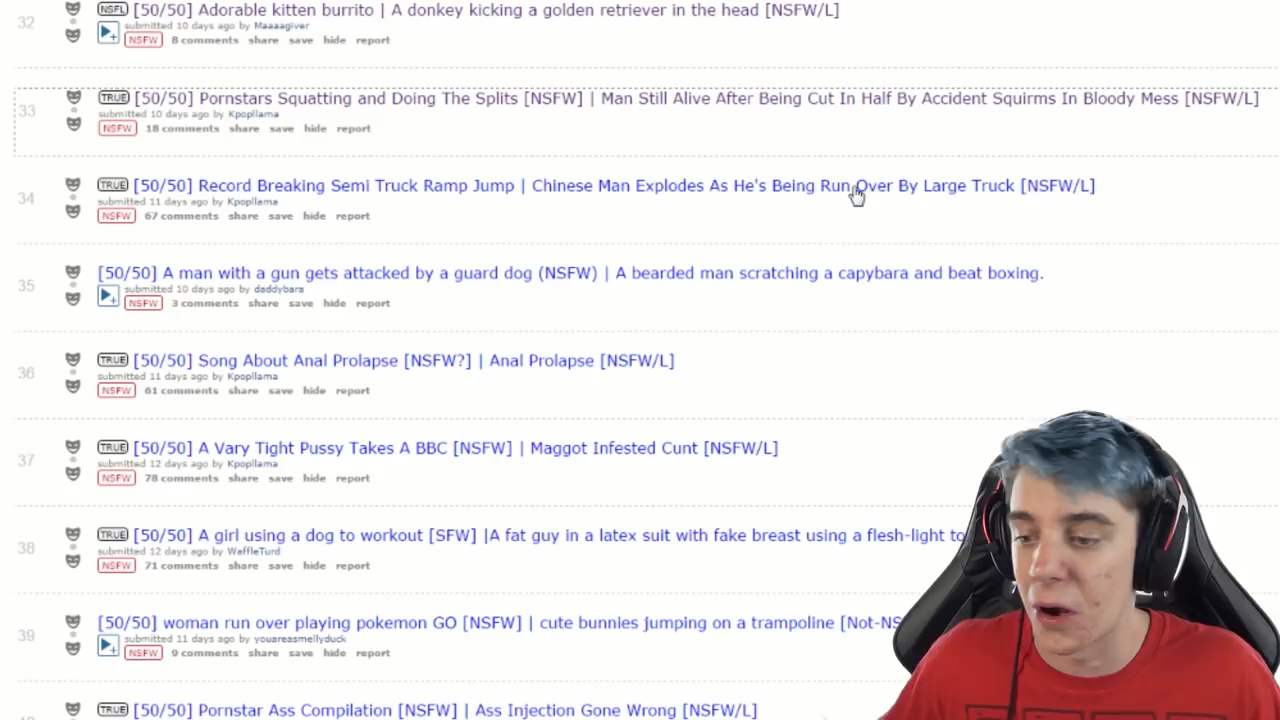 32
NSFL [50/50] Adorable kitten burrito | A donkey kicking a golden retriever in the head [NSFW/L]
submitted 10 days ago by Maaaagiver
NSFW 8 comments share save hide report
33
TRUE [50/50] Pornstars Squatting and Doing The Splits [NSFW] | Man Still Alive After Being Cut In Half By Accident Squirms In Bloody Mess [NSFW/L]
submitted 10 days ago by Kpopllama
NSFW 18 comments share save hide report
34
TRUE [50/50] Record Breaking Semi Truck Ramp Jump | Chinese Man Explodes As He's Being Run Over By Large Truck [NSFW/L]
submitted 11 days ago by Kpopllama
NSFW 67 comments share save hide report
35
[50/50] A man with a gun gets attacked by a guard dog (NSFW) | A bearded man scratching a capybara and beat boxing.
submitted 10 days ago by daddybara
NSFW 3 comments share save hide report
36
TRUE [50/50] Song About Anal Prolapse [NSFW?] | Anal Prolapse [NSFW/L]
submitted 11 days ago by Kpopllama
NSFW 61 comments share save hide report
37
TRUE [50/50] A Vary Tight Pussy Takes A BBC [NSFW] | Maggot Infested Cunt [NSFW/L]
submitted 12 days ago by Kpopllama
NSFW 78 comments share save hide report
38
TRUE [50/50] A girl using a dog to workout [SFW] |A fat guy in a latex suit with fake breast using a flesh-light to
submitted 12 days ago by WaffleTurd
NSFW 71 comments share save hide report
39
[50/50] woman run over playing pokemon GO [NSFW] | cute bunnies jumping on a trampoline [Not-NS
submitted 11 days ago by youareasmellyduck
NSFW 9 comments share save hide report
TRUE [50/50] Pornstar Ass Compilation [NSFW] | Ass Injection Gone Wrong [NSFW/L]